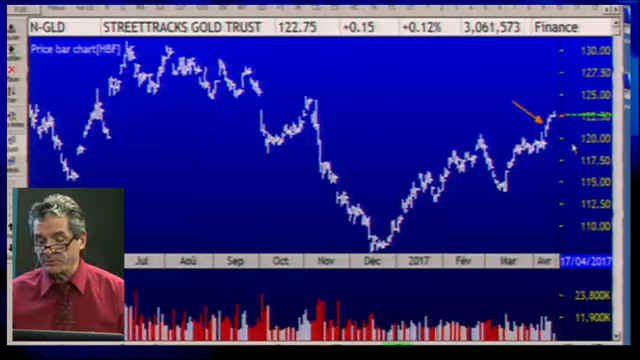 N-GLD STREETTRACKS GOLD TRUST 122.75 +0.15 +0.12% 3,061,573 Finance
Price bar chart[HBF]
130.00
127.50
125.00
122.50
120.00
117.50
115.00
112.50
110.00
Jul Aoû Sep Oct Nov Déc 2017 Fév Mar Avr 17/04/2017
23,800K
11,900K